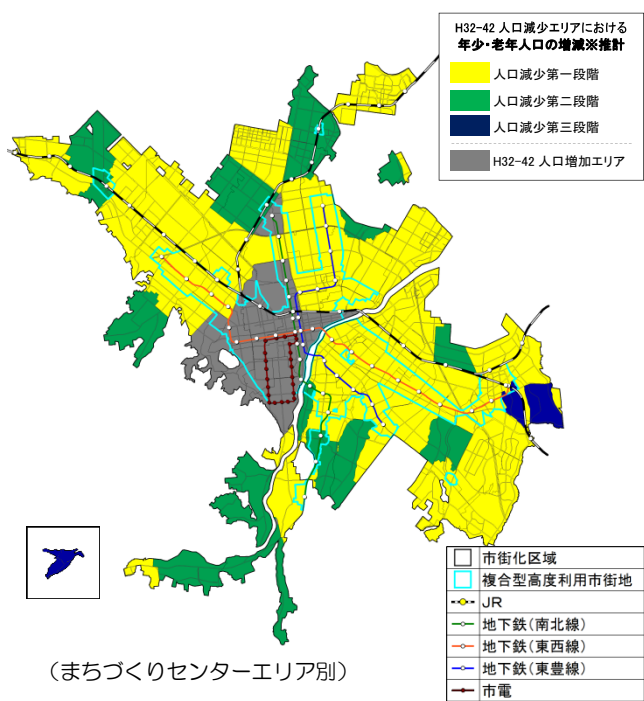 H32-42 人口減少エリアにおける
年少・老年人口の増減※推計
人口減少第一段階
人口減少第二段階
人口減少第三段階
H32-42 人口増加エリア
市街化区域
複合型高度利用市街地
JR
地下鉄(南北線)
地下鉄(東西線)
地下鉄(東豊線)
市電
(まちづくりセンターエリア別)